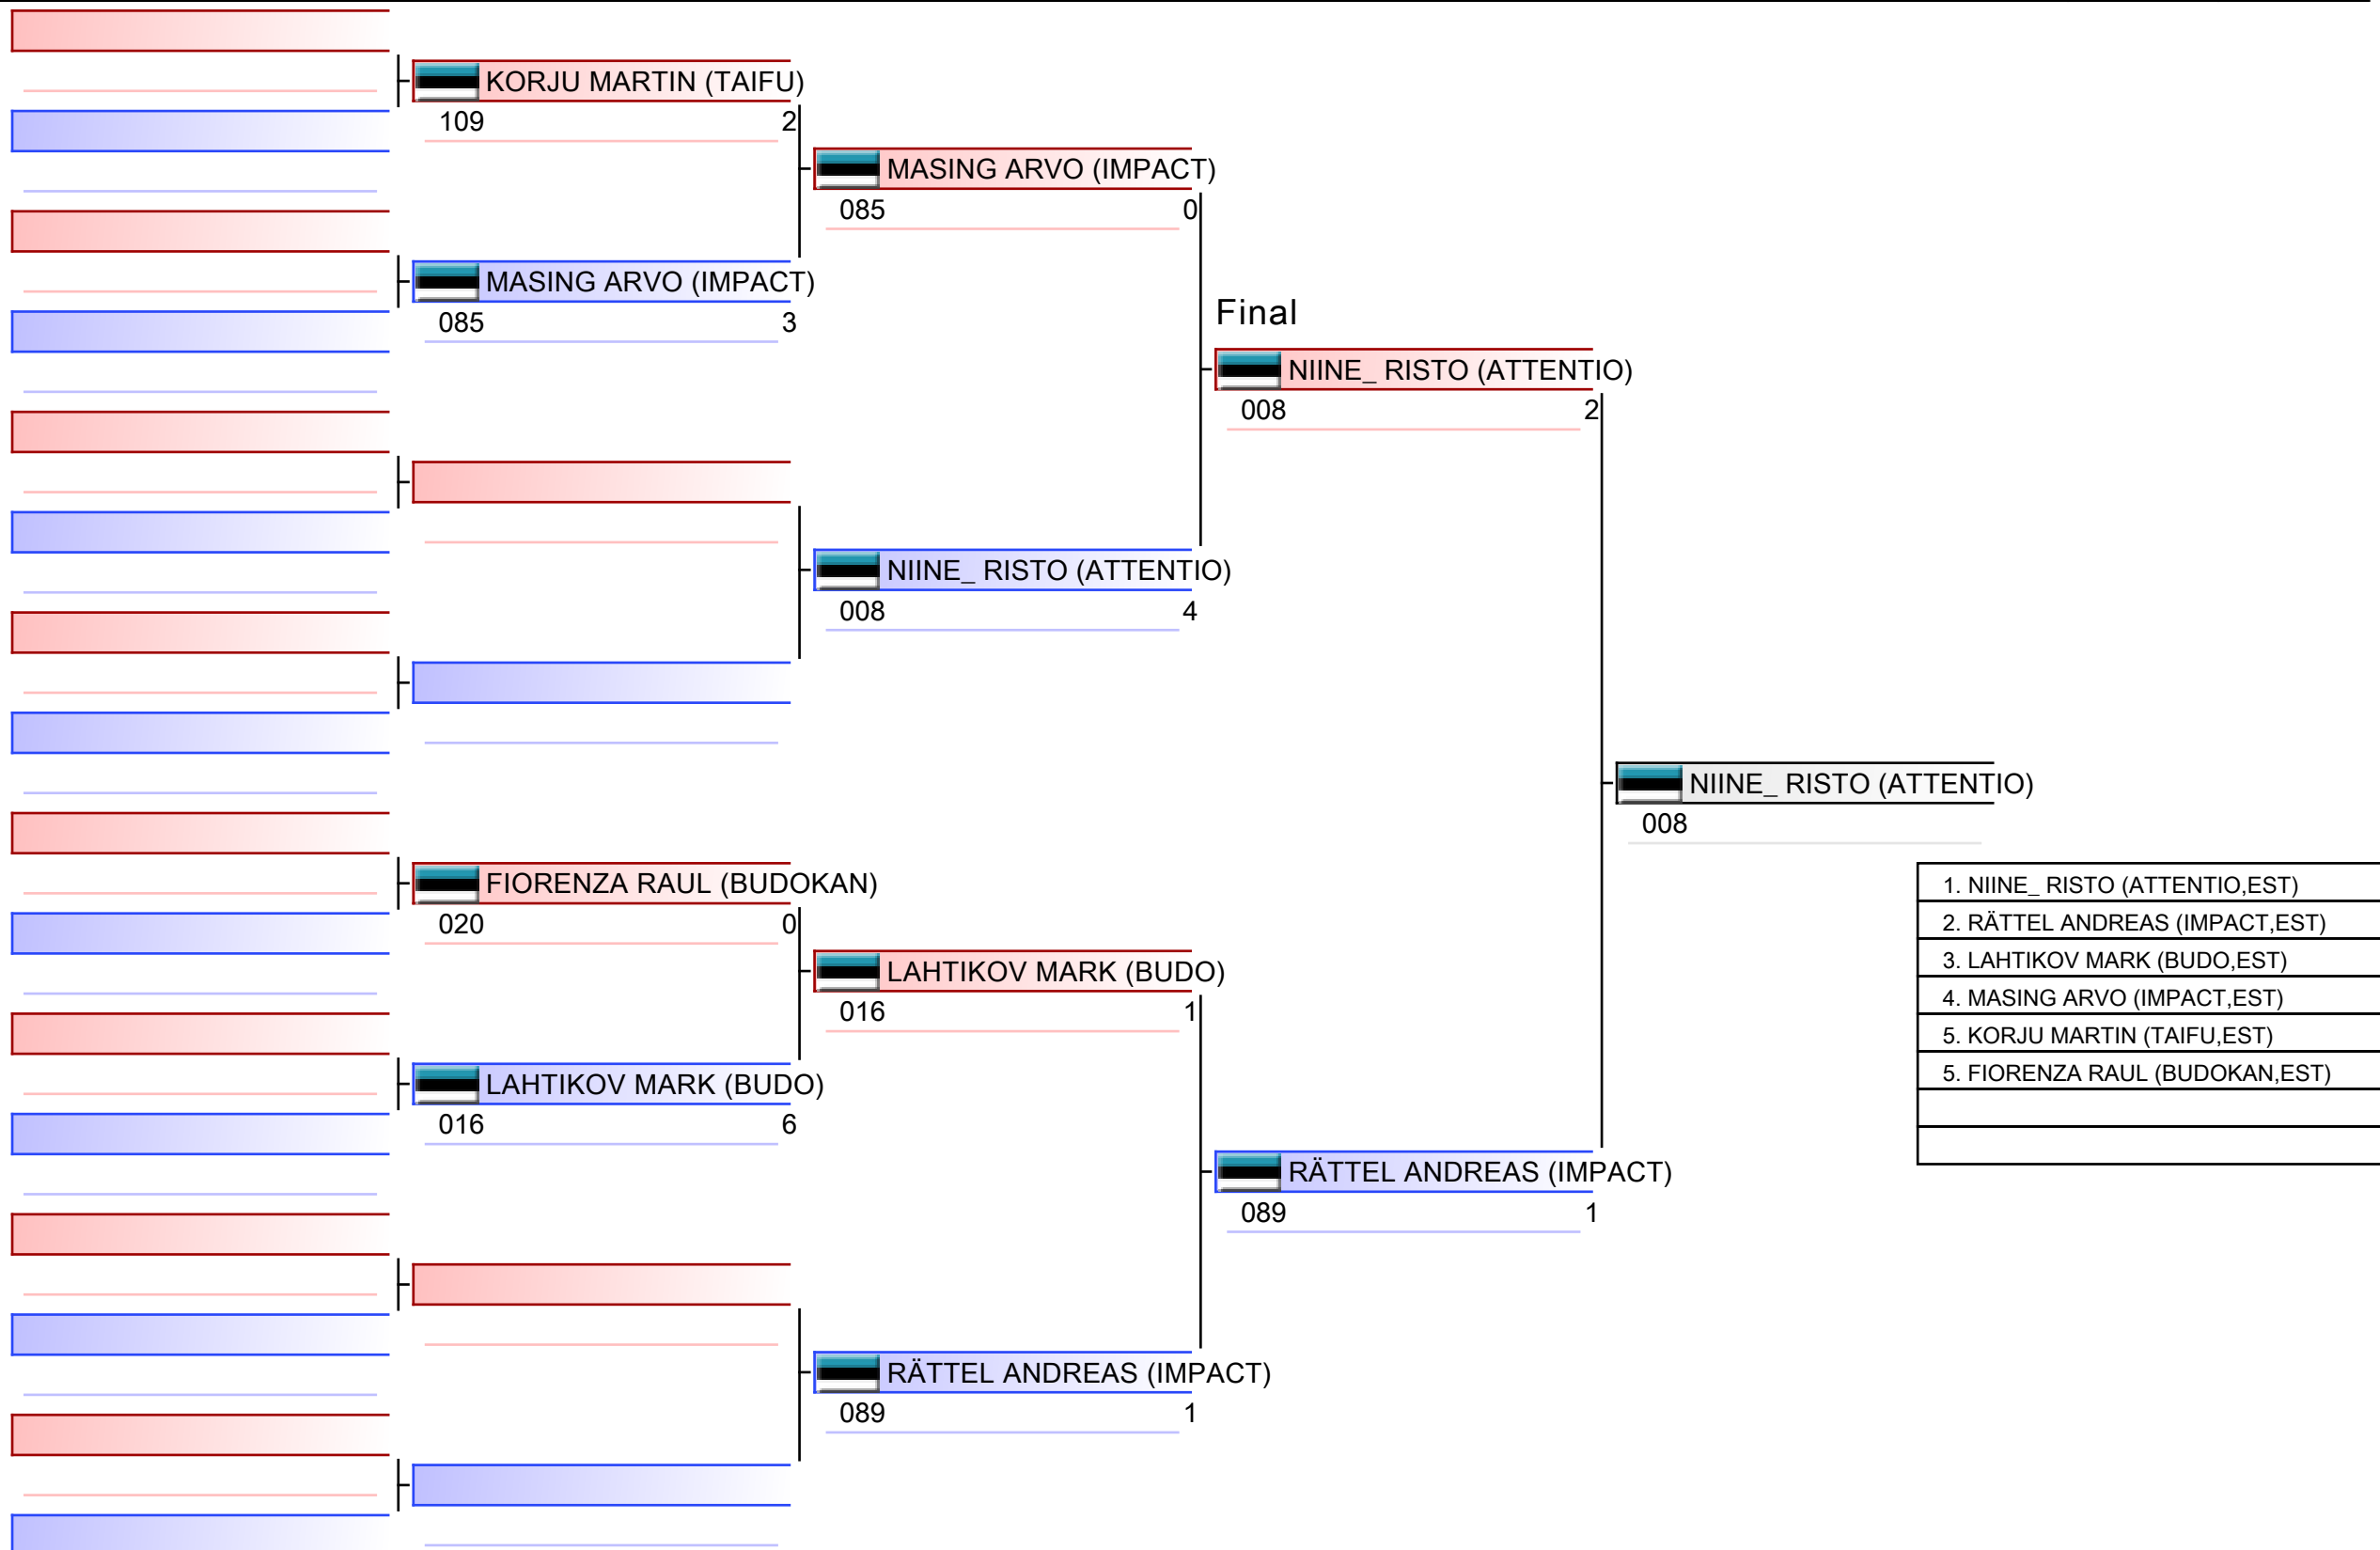 KORJU MARTIN (TAIFU)
109 2
MASING ARVO (IMPACT)
085 3
MASING ARVO (IMPACT)
085 0
NIINE_ RISTO (ATTENTIO)
008 4
Final
NIINE_ RISTO (ATTENTIO)
008 2
FIORENZA RAUL (BUDOKAN)
020 0
LAHTIKOV MARK (BUDO)
016 6
LAHTIKOV MARK (BUDO)
016 1
RÄTTEL ANDREAS (IMPACT)
089 1
RÄTTEL ANDREAS (IMPACT)
089 1
NIINE_ RISTO (ATTENTIO)
008
1. NIINE_ RISTO (ATTENTIO,EST)
2. RÄTTEL ANDREAS (IMPACT,EST)
3. LAHTIKOV MARK (BUDO,EST)
4. MASING ARVO (IMPACT,EST)
5. KORJU MARTIN (TAIFU,EST)
5. FIORENZA RAUL (BUDOKAN,EST)